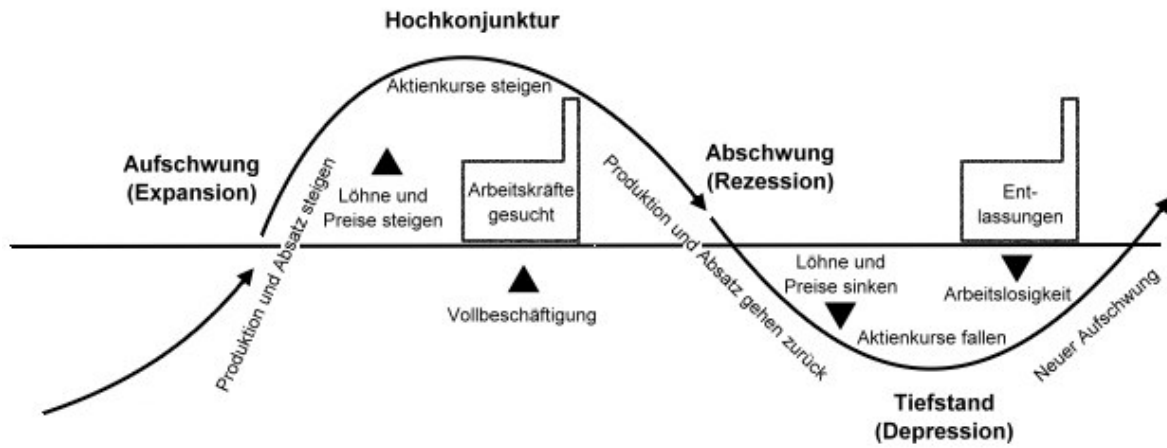 Hochkonjunktur
Aktienkurse steigen
Aufschwung
(Expansion)
Produktion und Absatz steigen
Löhne und
Preise steigen
Arbeitskräfte
gesucht
Vollbeschäftigung
Produktion und Absatz gehen zurück
Abschwung
(Rezession)
Löhne und
Preise sinken
Aktienkurse fallen
Ent-
lassungen
Arbeitslosigkeit
Neuer Aufschwung
Tiefstand
(Depression)